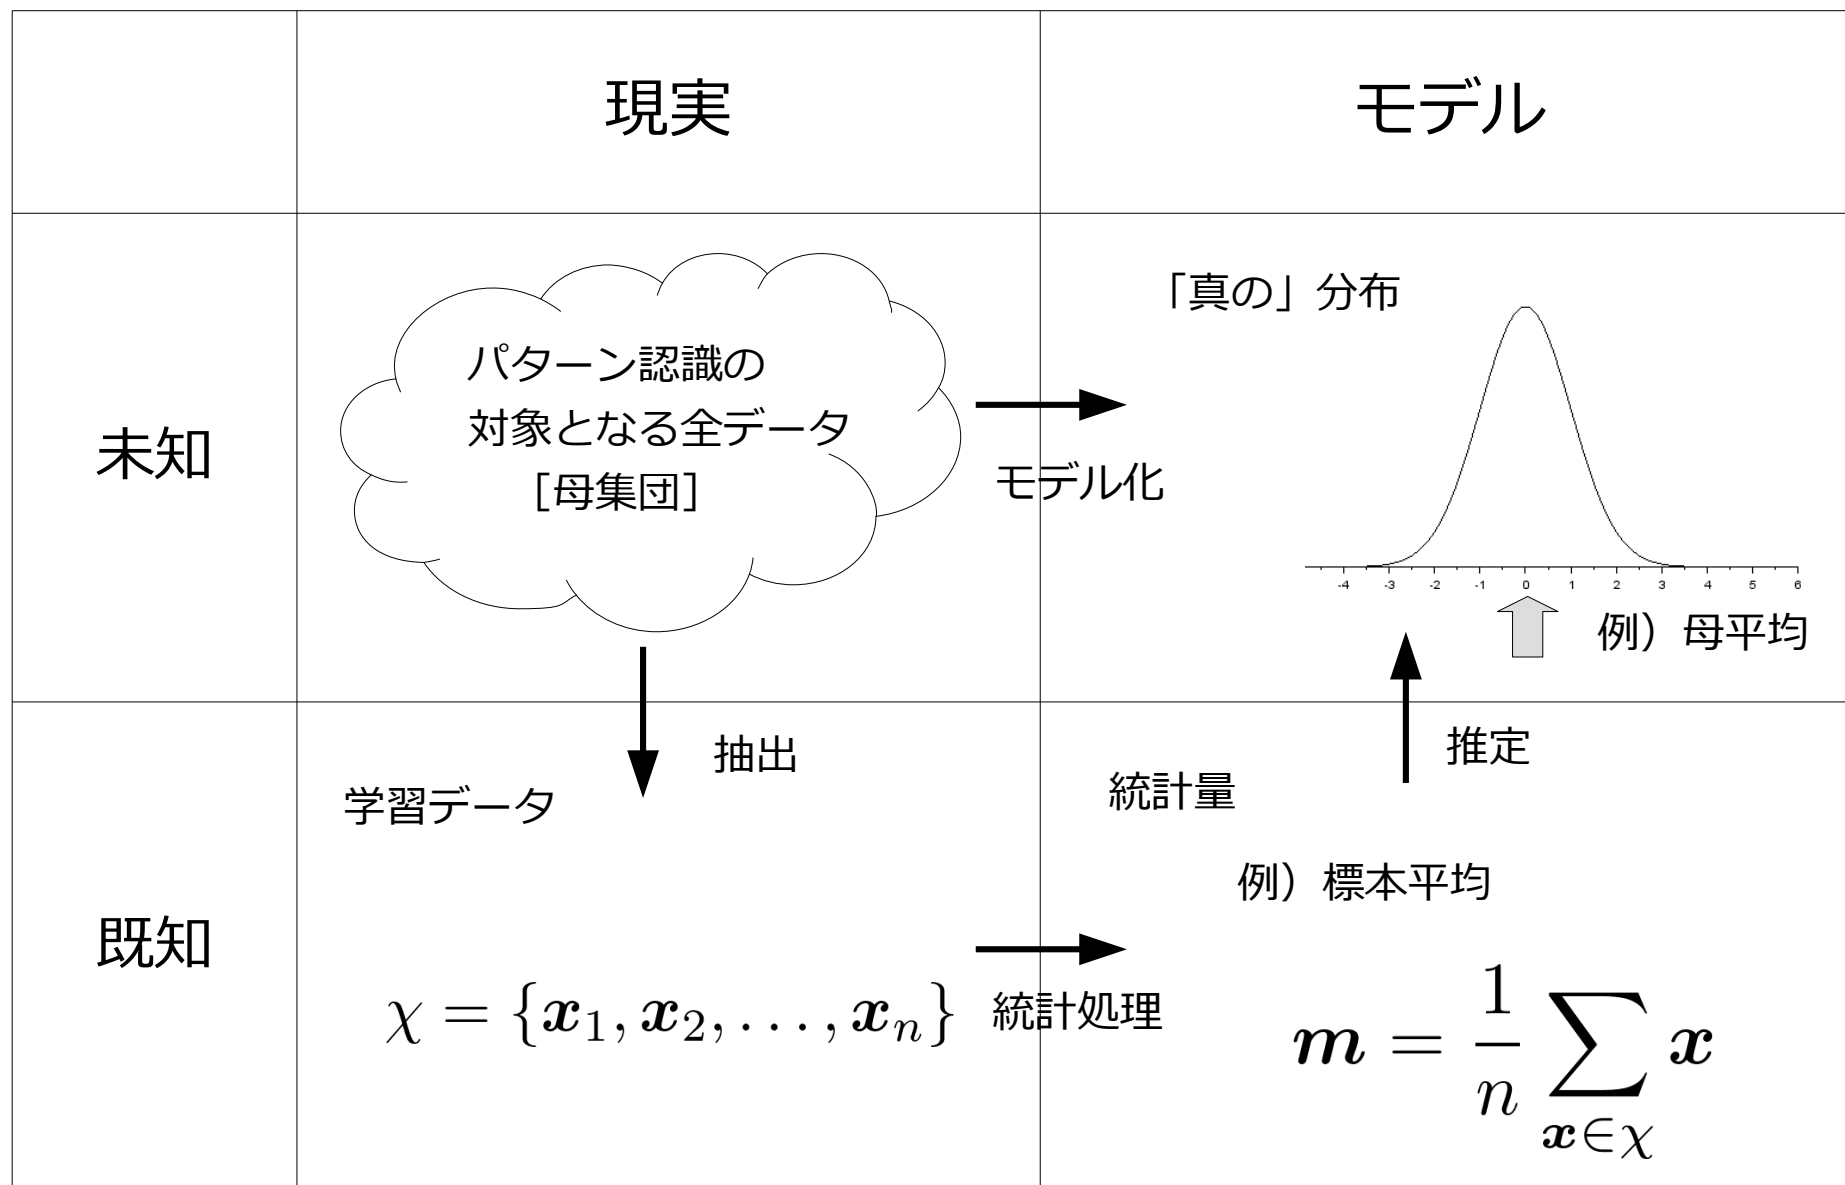 現実
モデル
未知
パターン認識の
対象となる全データ
[母集団]
モデル化
「真の」分布
-4 -3 -2 -1 0 1 2 3 4 5 6
例）母平均
既知
抽出
学習データ
χ = {x₁, x₂, . . . , xₙ}
統計処理
推定
統計量
例）標本平均
m = 1/n ∑ x
x∈χ